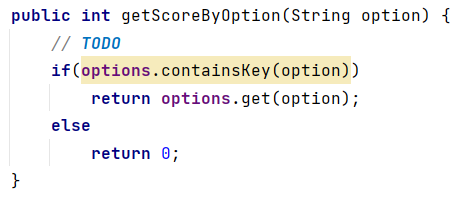 public int getScoreByOption(String option) {
    // TODO
    if(options.containsKey(option))
        return options.get(option);
    else
        return 0;
}